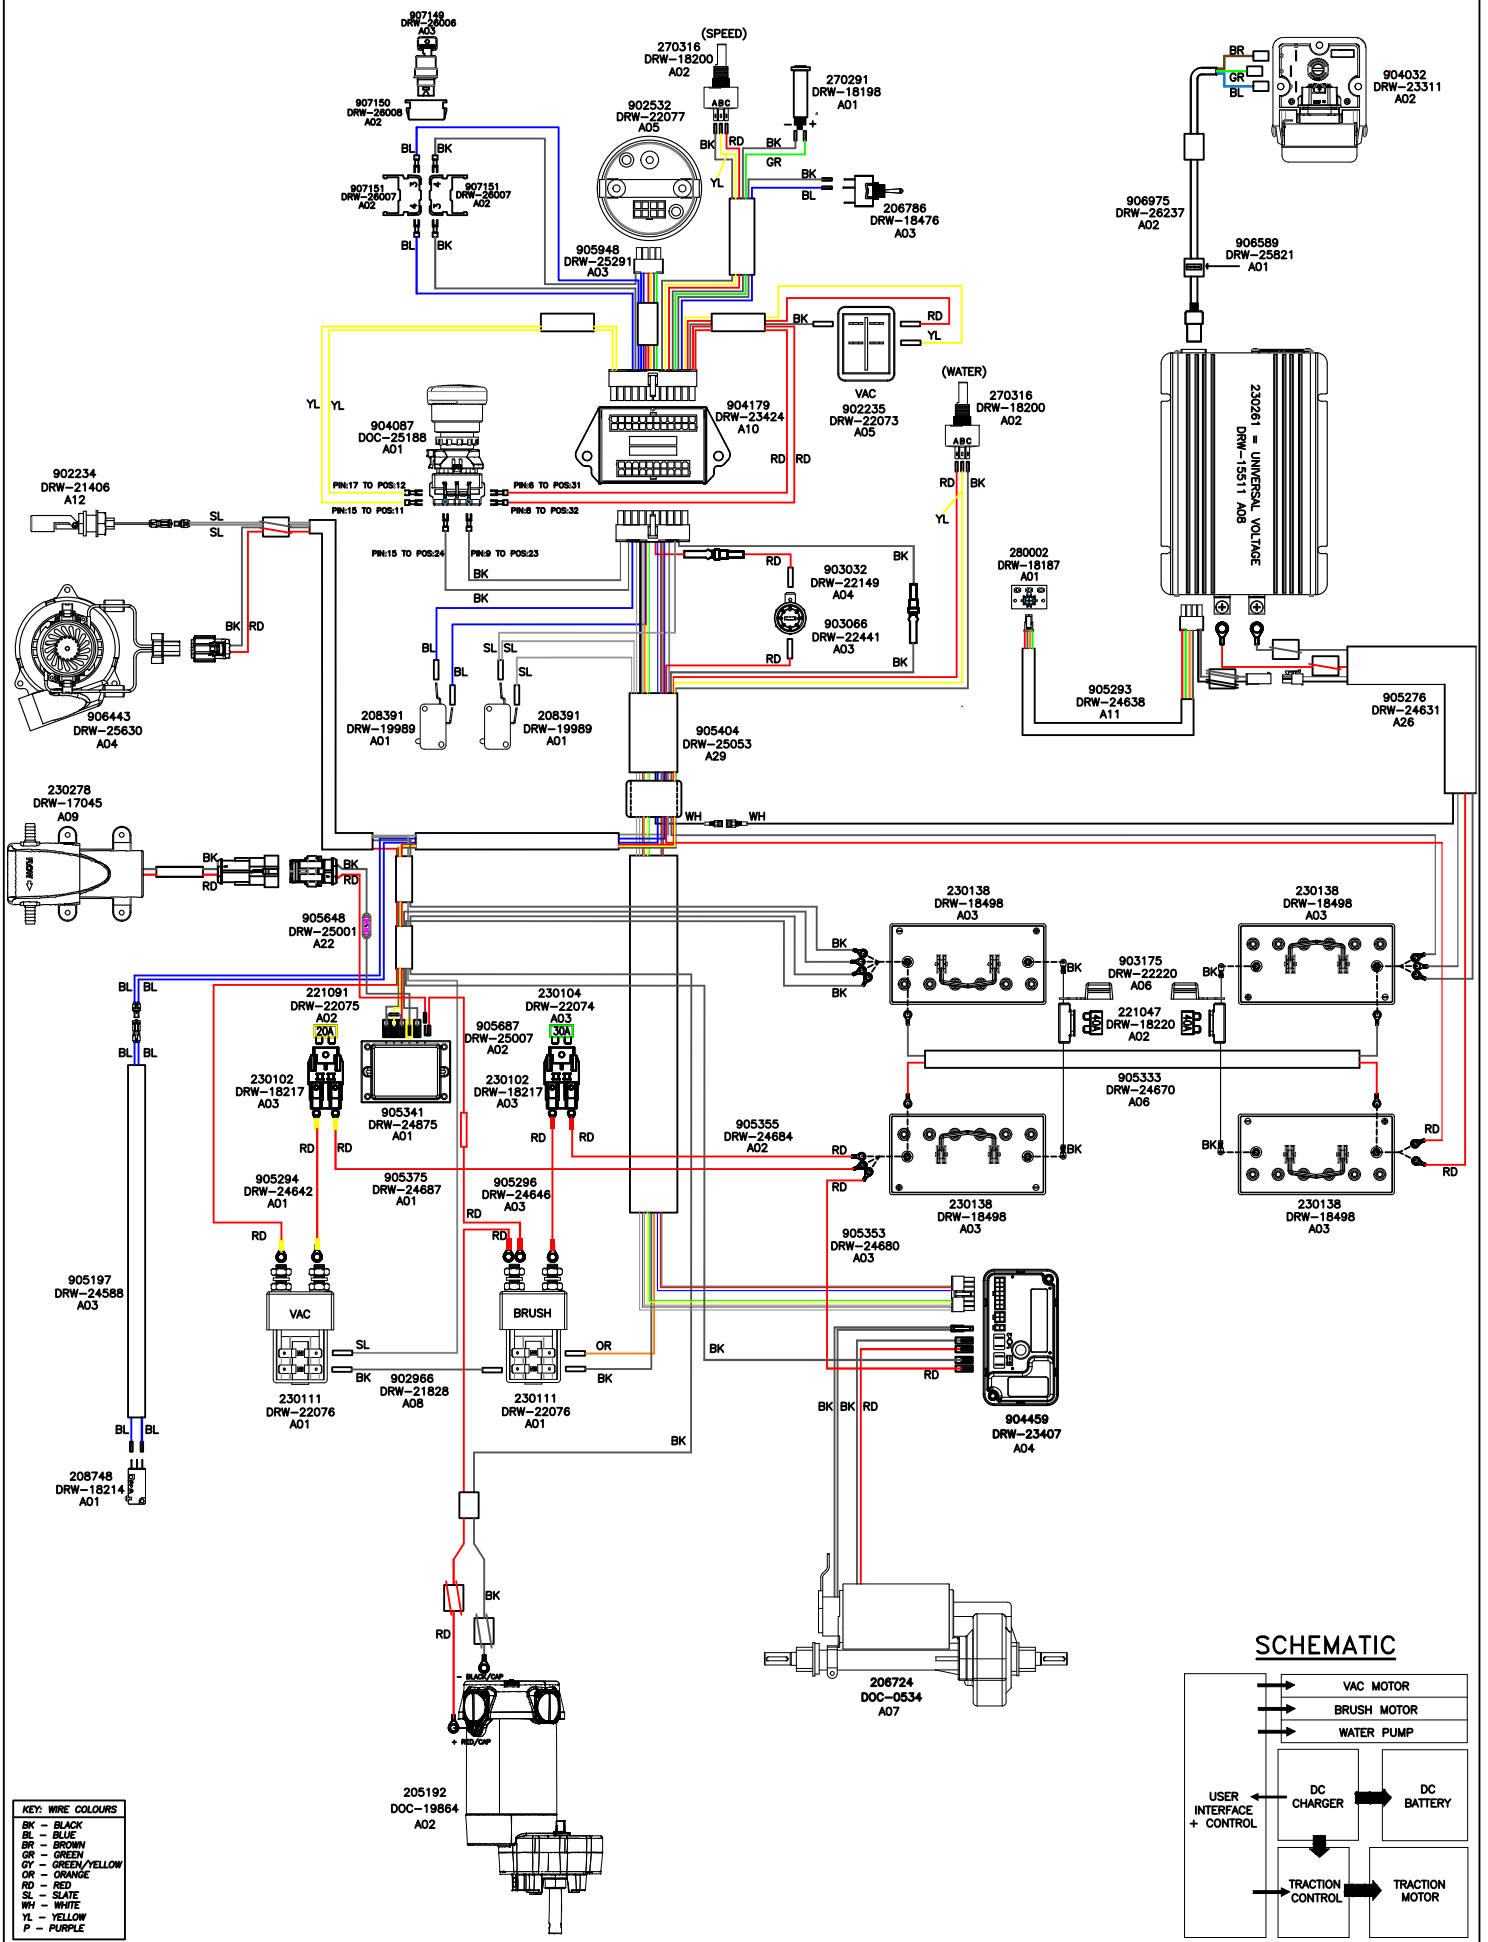 907149
DRW-26006
A03
907150
DRW-26008
A02
BL
BK
907151
DRW-26007
A02
3
4
4
3
907151
DRW-26007
A02
BL
BK
902532
DRW-22077
A05
(SPEED)
270316
DRW-18200
A02
ABC
BK
RD
YL
270291
DRW-18198
A01
- +
BK
GR
BK
BL
206786
DRW-18476
A03
905948
DRW-25291
A03
BR
GR
BL
904032
DRW-23311
A02
906975
DRW-26237
A02
906589
DRW-25821
A01
230261 = UNIVERSAL VOLTAGE
DRW-15511 A08
BK
RD
YL
VAC
902235
DRW-22073
A05
YL
YL
904087
DOC-25188
A01
904179
DRW-23424
A10
RD
RD
PIN:17 TO POS:12
PIN:15 TO POS:11
PIN:6 TO POS:31
PIN:8 TO POS:32
PIN:15 TO POS:24
PIN:9 TO POS:23
BK
BK
(WATER)
270316
DRW-18200
A02
ABC
RD
BK
YL
902234
DRW-21406
A12
SL
SL
BK
RD
906443
DRW-25630
A04
RD
903032
DRW-22149
A04
903066
DRW-22441
A03
RD
BK
BK
280002
DRW-18187
A01
905293
DRW-24638
A11
905276
DRW-24631
A26
BL
BL
SL
SL
SL
208391
DRW-19989
A01
208391
DRW-19989
A01
905404
DRW-25053
A29
WH
WH
230278
DRW-17045
A09
FLOW
BK
RD
BK
RD
905648
DRW-25001
A22
BL
BL
BL
BL
221091
DRW-22075
A02
20A
230102
DRW-18217
A03
905341
DRW-24875
A01
905687
DRW-25007
A02
230104
DRW-22074
A03
30A
230102
DRW-18217
A03
RD
RD
RD
RD
905294
DRW-24642
A01
905375
DRW-24687
A01
905296
DRW-24646
A03
905355
DRW-24684
A02
BK
BK
230138
DRW-18498
A03
BK
903175
DRW-22220
A06
221047
DRW-18220
A02
BK
230138
DRW-18498
A03
905333
DRW-24670
A06
RD
RD
BK
230138
DRW-18498
A03
BK
RD
RD
230138
DRW-18498
A03
905353
DRW-24680
A03
RD
RD
RD
VAC
BRUSH
SL
BK
902966
DRW-21828
A08
OR
BK
230111
DRW-22076
A01
230111
DRW-22076
A01
BK
BK
RD
904459
DRW-23407
A04
905197
DRW-24588
A03
BL
BL
208748
DRW-18214
A01
BK
BK
RD
BK
RD
- BLACK/CAP
+ RED/CAP
205192
DOC-19864
A02
206724
DOC-0534
A07
SCHEMATIC
VAC MOTOR
BRUSH MOTOR
WATER PUMP
USER
INTERFACE
+ CONTROL
DC
CHARGER
DC
BATTERY
TRACTION
CONTROL
TRACTION
MOTOR
KEY: WIRE COLOURS
BK - BLACK
BL - BLUE
BR - BROWN
GR - GREEN
GY - GREEN/YELLOW
OR - ORANGE
RD - RED
SL - SLATE
WH - WHITE
YL - YELLOW
P - PURPLE